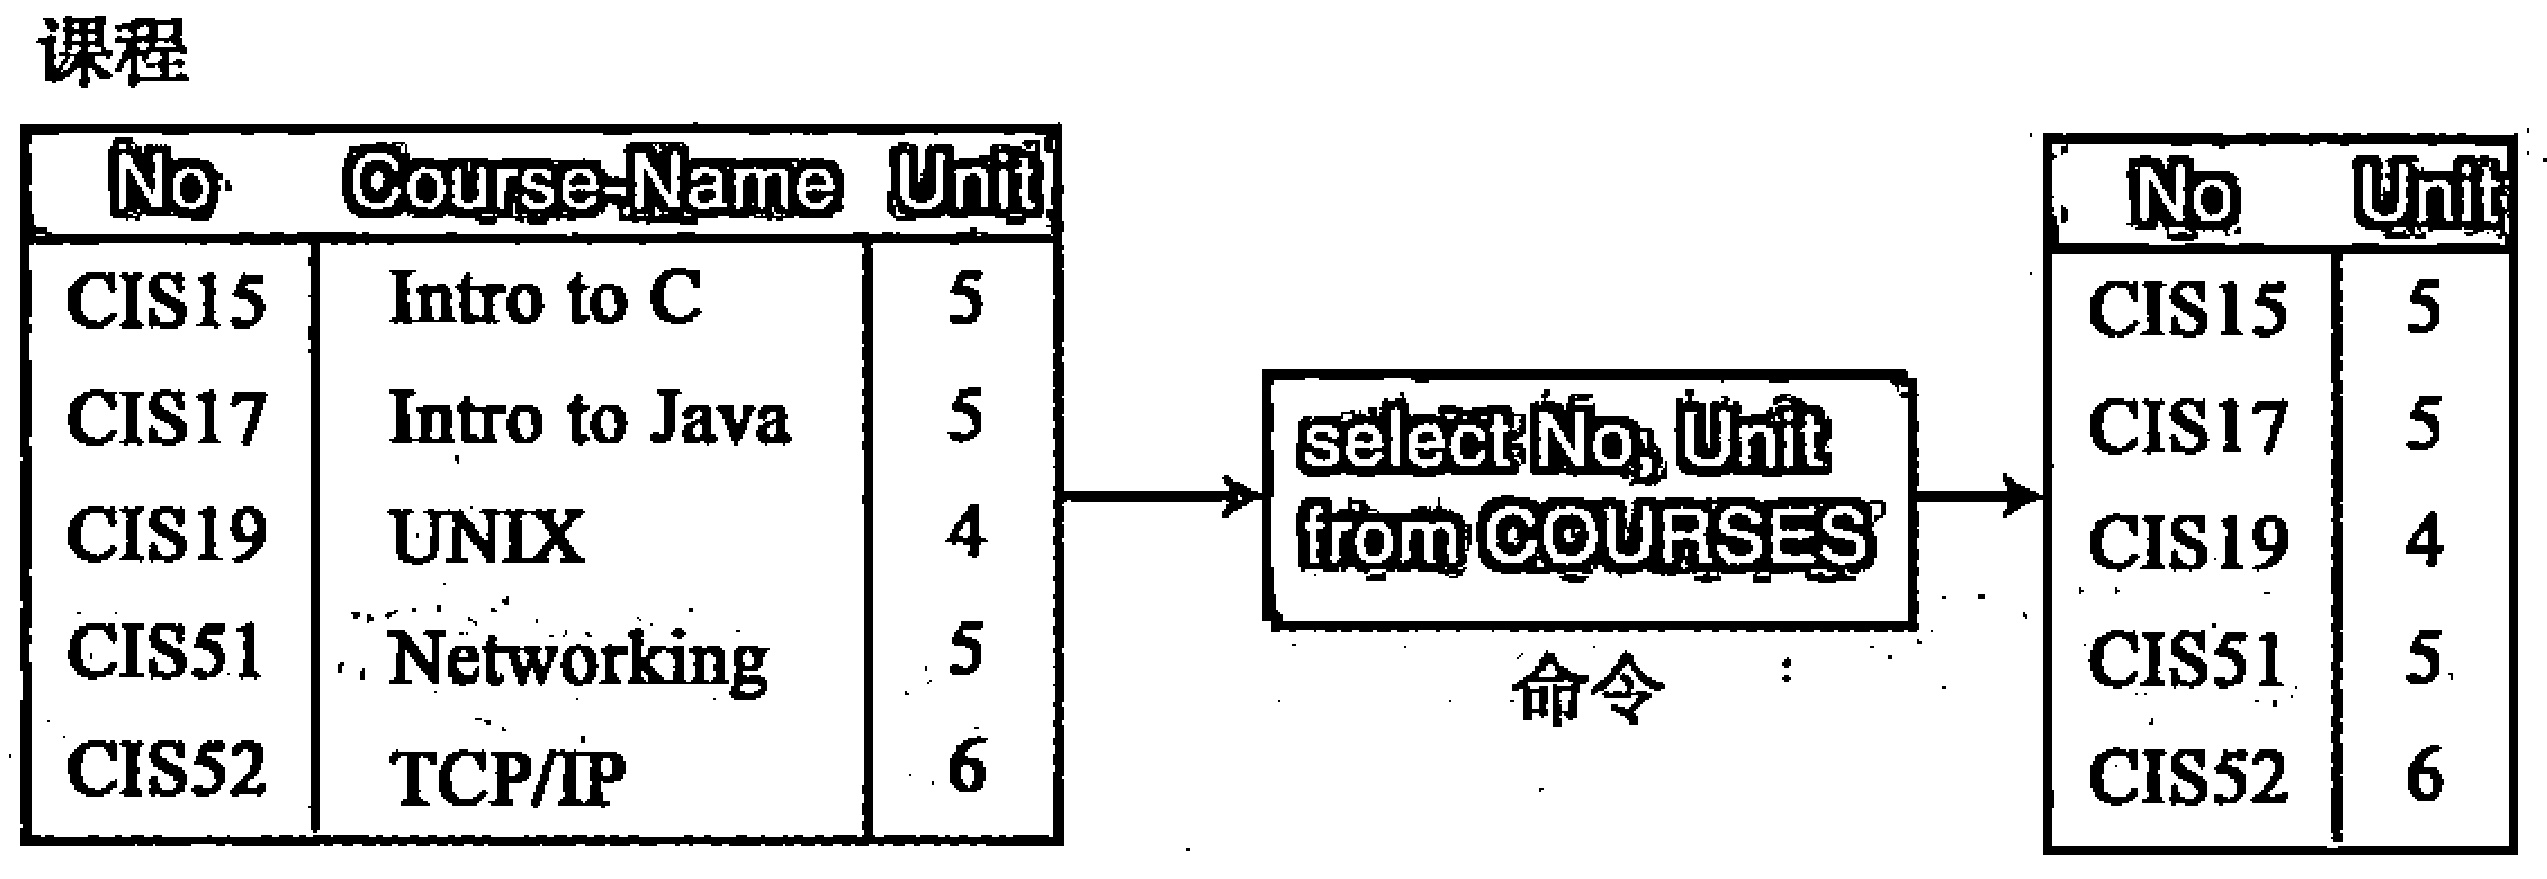 课程
No Course-Name Unit
CIS15 Intro to C 5
CIS17 Intro to Java 5
CIS19 UNIX 4
CIS51 Networking 5
CIS52 TCP/IP 6
select No, Unit
from COURSES
命令
No Unit
CIS15 5
CIS17 5
CIS19 4
CIS51 5
CIS52 6